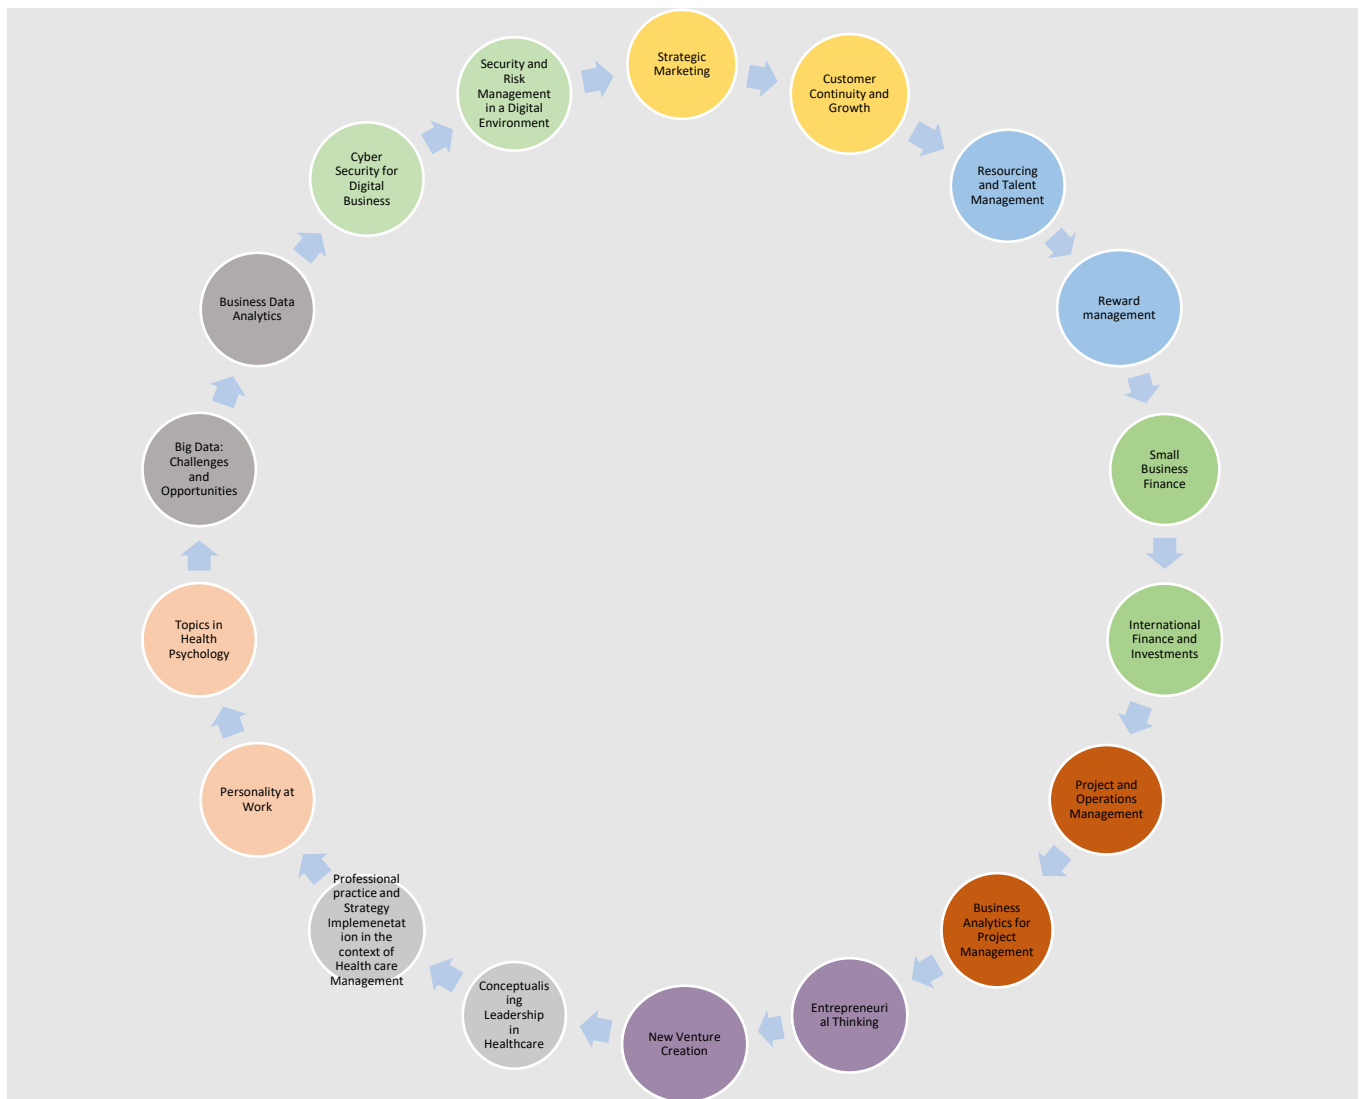 Strategic
Marketing
Customer
Continuity and
Growth
Resourcing
and Talent
Management
Reward
management
Small
Business
Finance
International
Finance and
Investments
Project and
Operations
Management
Business
Analytics for
Project
Management
Entrepreneuri
al Thinking
New Venture
Creation
Conceptualis
ing
Leadership
in
Healthcare
Professional
practice and
Strategy
Implemenetat
ion in the
context of
Health care
Management
Personality at
Work
Topics in
Health
Psychology
Big Data:
Challenges
and
Opportunities
Business Data
Analytics
Cyber
Security for
Digital
Business
Security and
Risk
Management
in a Digital
Environment